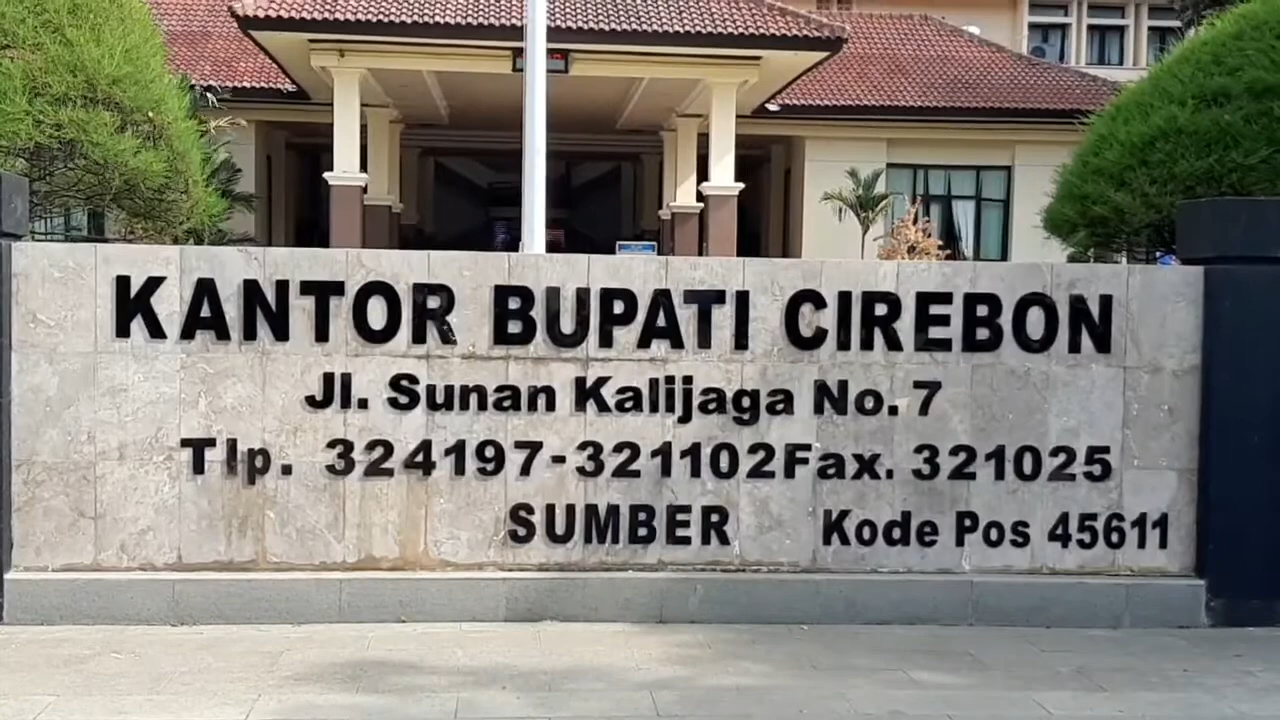 KANTOR BUPATI CIREBON
Jl. Sunan Kalijaga No. 7
Tlp. 324197-321102Fax. 321025
SUMBER Kode Pos 45611